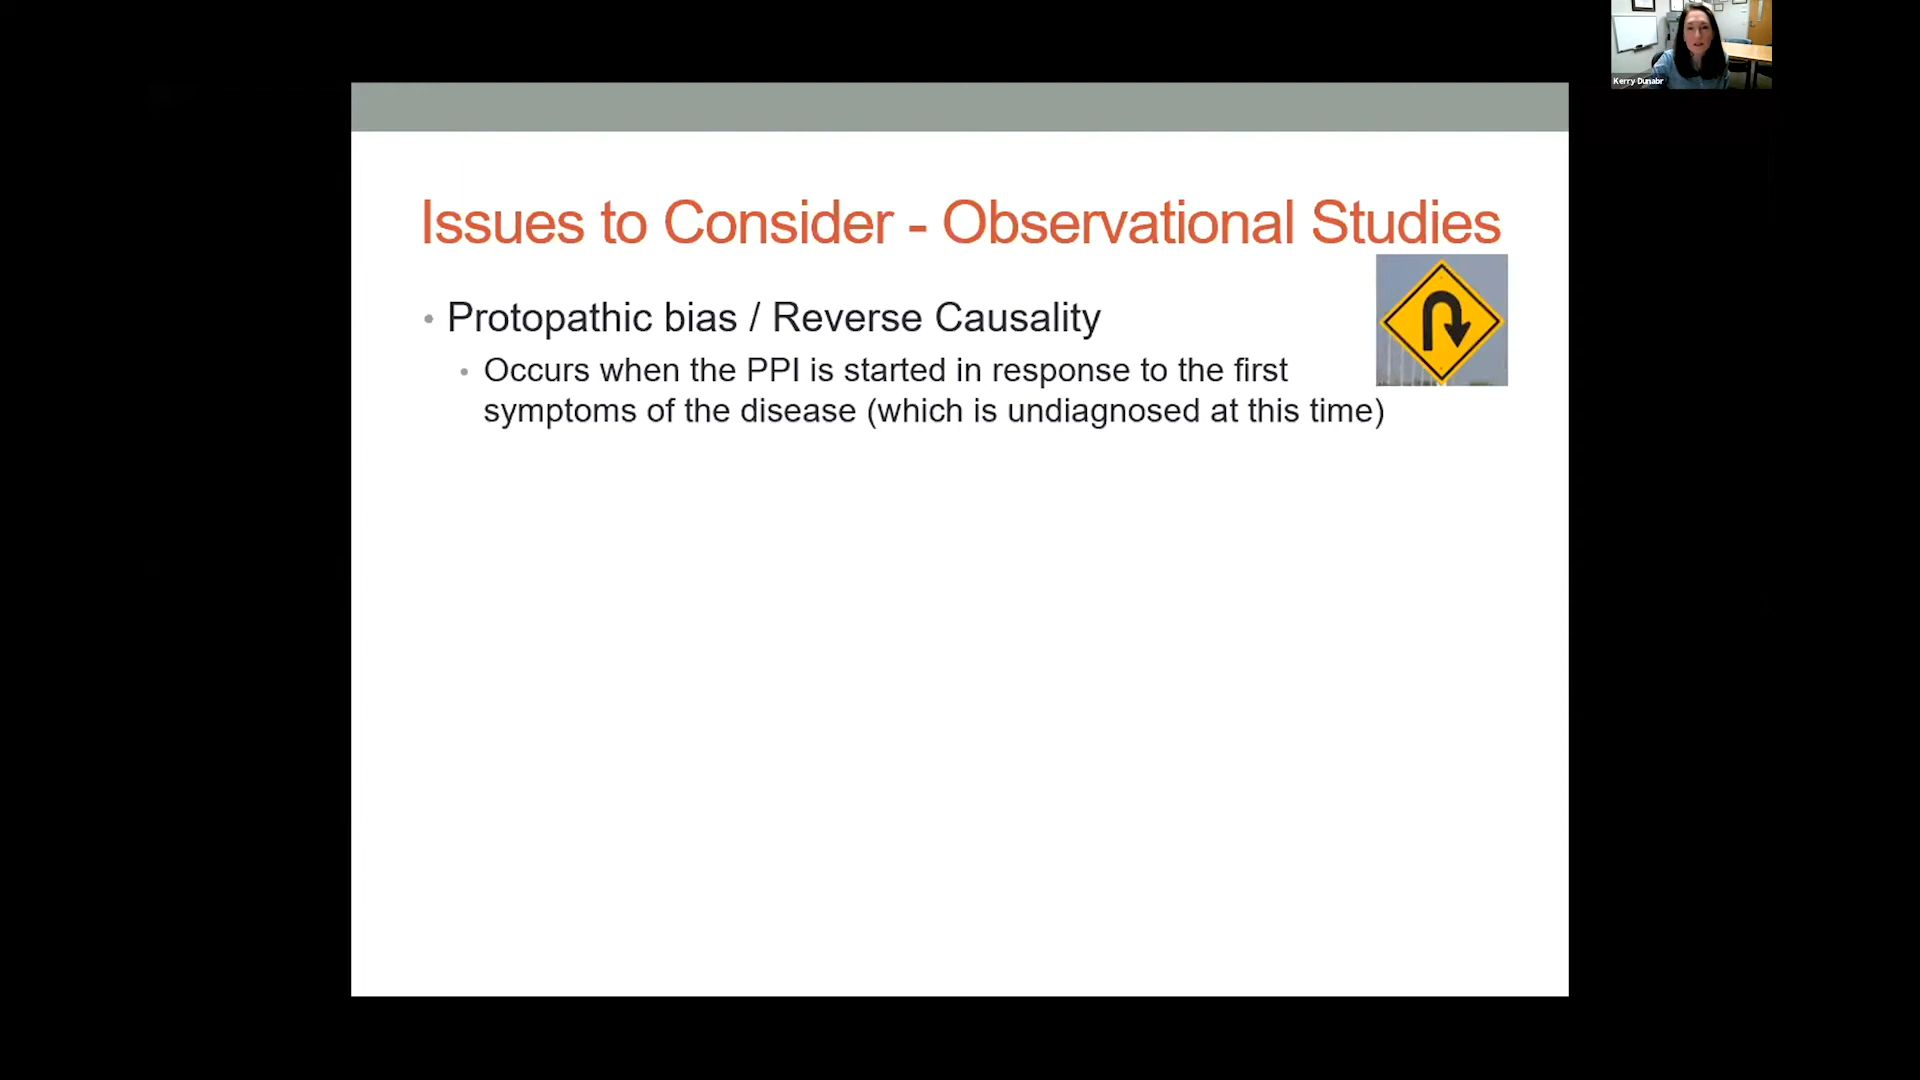 Kerry Dunabr
Issues to Consider - Observational Studies
• Protopathic bias / Reverse Causality
• Occurs when the PPI is started in response to the first
symptoms of the disease (which is undiagnosed at this time)